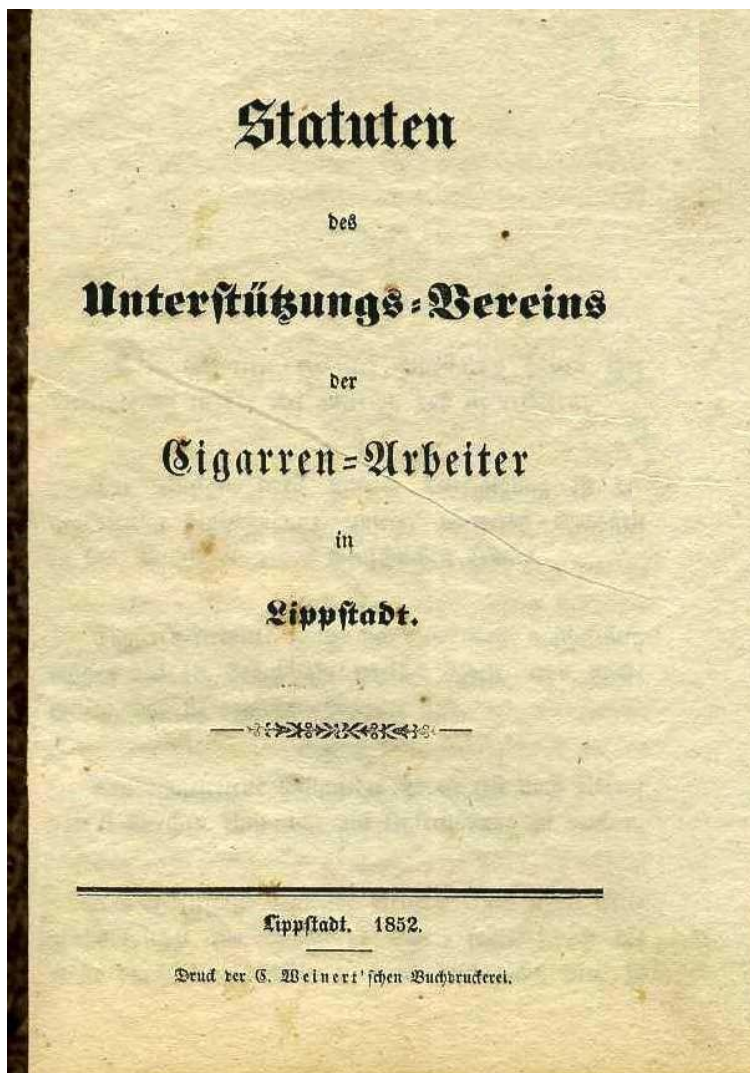 Statuten
des
Unterstützungs-Vereins
der
Cigarren-Arbeiter
in
Lippstadt.
Lippstadt. 1852.
Druck der C. Weinert'schen Buchdruckerei.